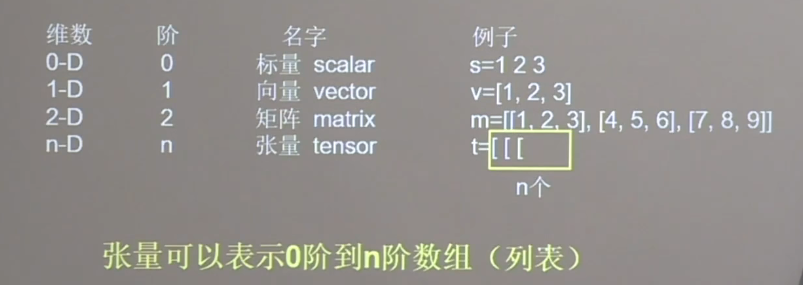 维数 阶 名字 例子
0-D 0 标量 scalar s=1 2 3
1-D 1 向量 vector v=[1, 2, 3]
2-D 2 矩阵 matrix m=[[1, 2, 3], [4, 5, 6], [7, 8, 9]]
n-D n 张量 tensor t=[ [ [
n个
张量可以表示0阶到n阶数组（列表）